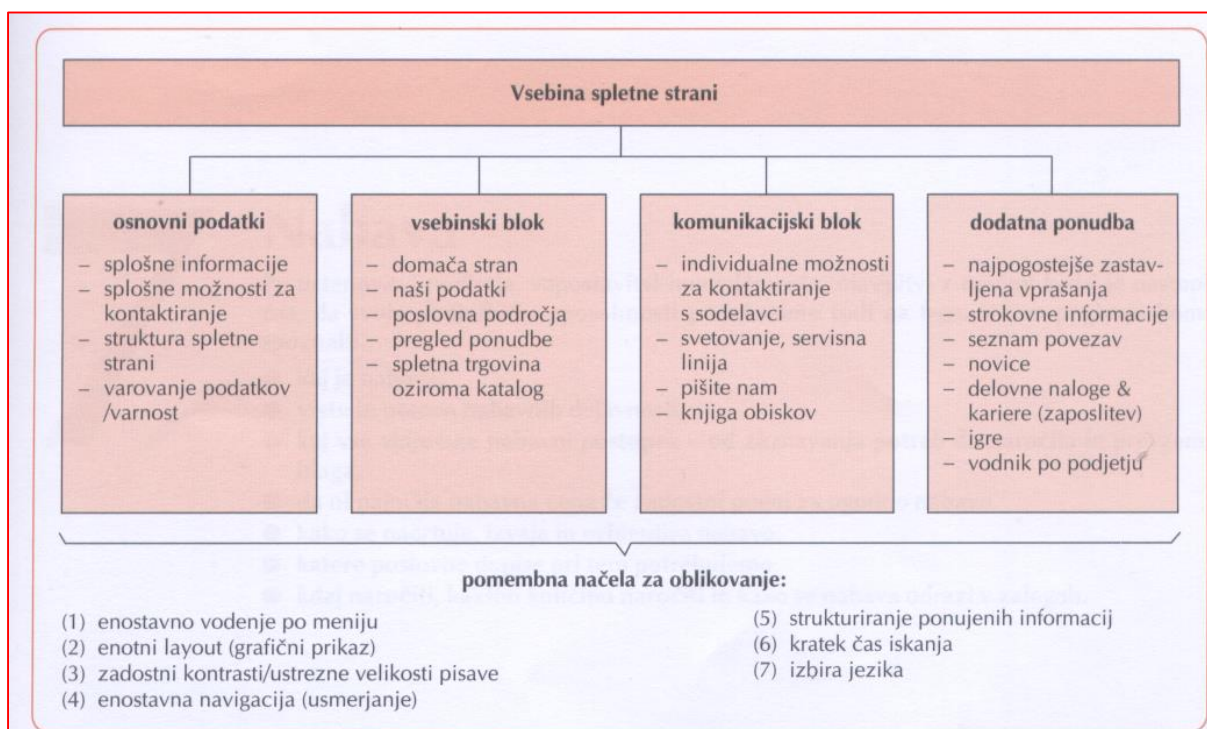 Vsebina spletne strani
osnovni podatki
– splošne informacije
– splošne možnosti za
kontaktiranje
– struktura spletne
strani
– varovanje podatkov
/varnost
vsebinski blok
– domača stran
– naši podatki
– poslovna področja
– pregled ponudbe
– spletna trgovina
oziroma katalog
komunikacijski blok
– individualne možnosti
za kontaktiranje
s sodelavci
– svetovanje, servisna
linija
– pišite nam
– knjiga obiskov
dodatna ponudba
– najpogostejše zastav-
ljena vprašanja
– strokovne informacije
– seznam povezav
– novice
– delovne naloge &
kariere (zaposlitev)
– igre
– vodnik po podjetju
pomembna načela za oblikovanje:
(1) enostavno vodenje po meniju
(2) enotni layout (grafični prikaz)
(3) zadostni kontrasti/ustrezne velikosti pisave
(4) enostavna navigacija (usmerjanje)
(5) strukturiranje ponujenih informacij
(6) kratek čas iskanja
(7) izbira jezika